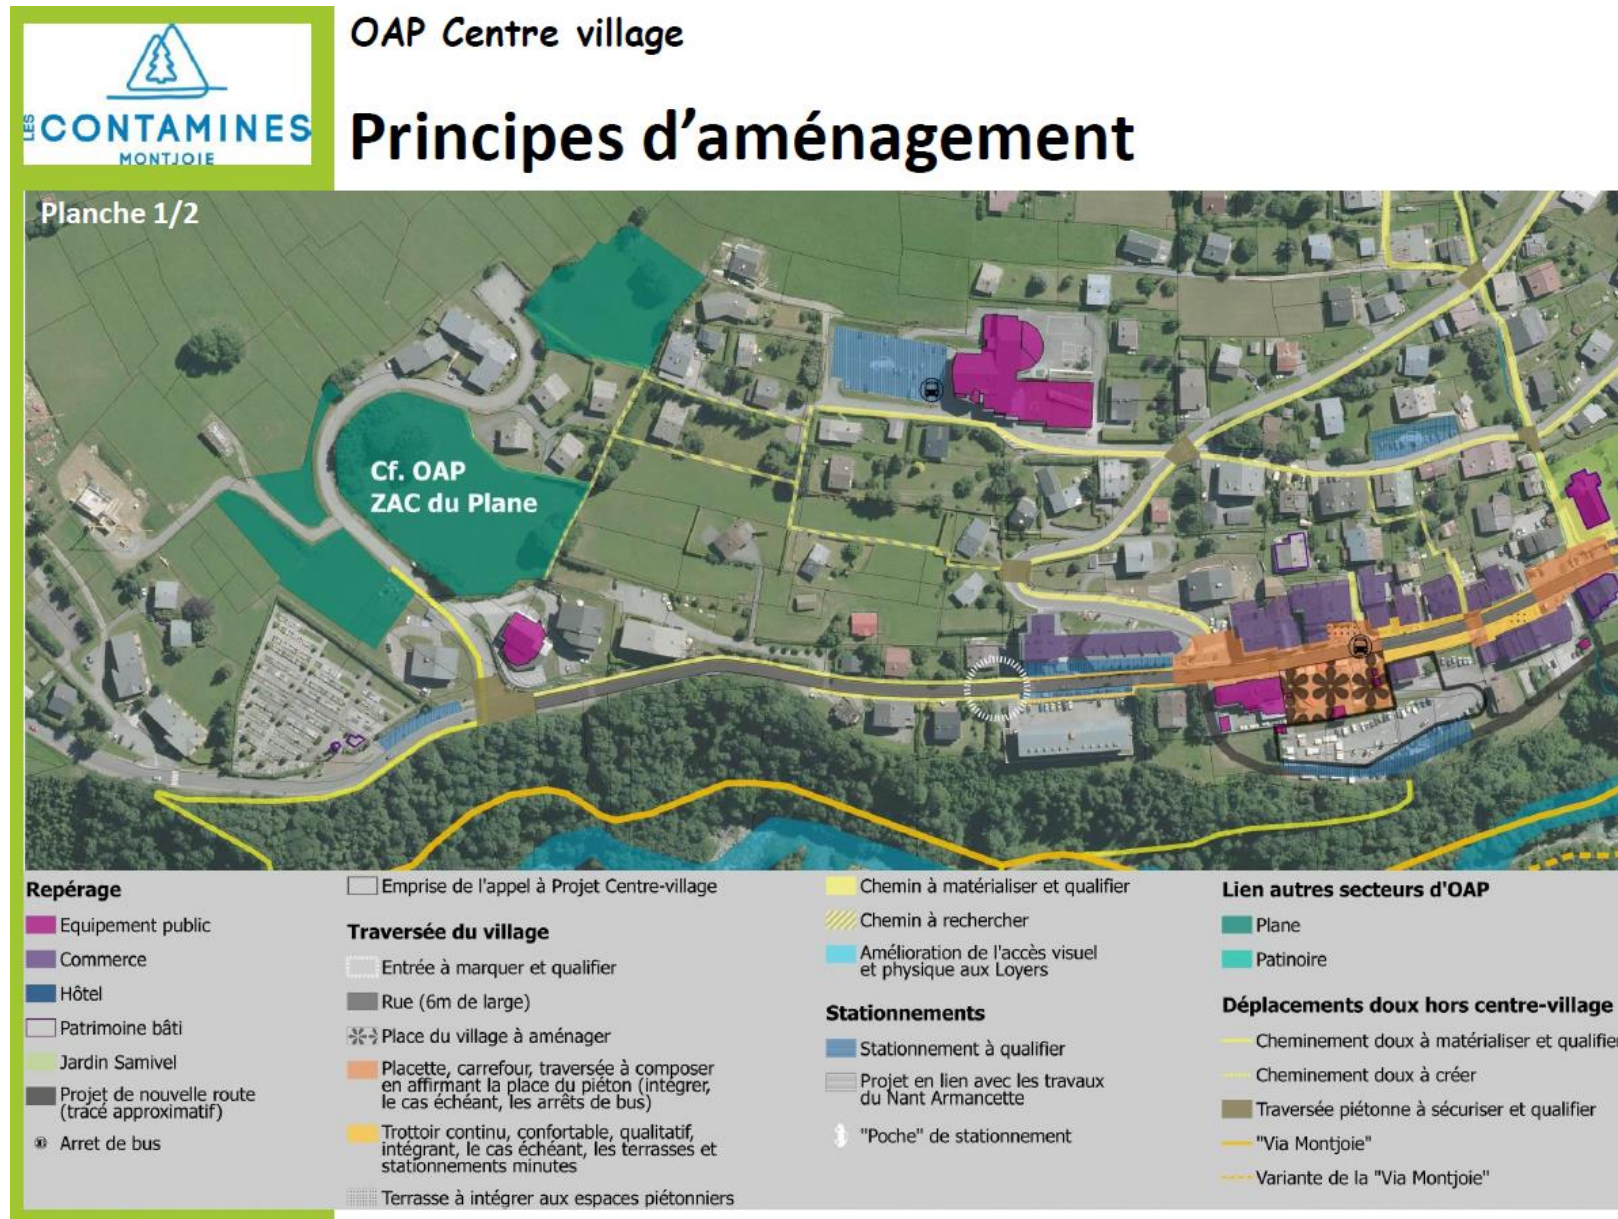 OAP Centre village
LES
CONTAMINES
MONTJOIE
Principes d’aménagement
Planche 1/2
Cf. OAP
ZAC du Plane
Repérage
Equipement public
Commerce
Hôtel
Patrimoine bâti
Jardin Samivel
Projet de nouvelle route
(tracé approximatif)
Arret de bus
Emprise de l'appel à Projet Centre-village
Traversée du village
Entrée à marquer et qualifier
Rue (6m de large)
Place du village à aménager
Placette, carrefour, traversée à composer
en affirmant la place du piéton (intégrer,
le cas échéant, les arrêts de bus)
Trottoir continu, confortable, qualitatif,
intégrant, le cas échéant, les terrasses et
stationnements minutes
Terrasse à intégrer aux espaces piétonniers
Chemin à matérialiser et qualifier
Chemin à rechercher
Amélioration de l'accès visuel
et physique aux Loyers
Stationnements
Stationnement à qualifier
Projet en lien avec les travaux
du Nant Armancette
"Poche" de stationnement
Lien autres secteurs d'OAP
Plane
Patinoire
Déplacements doux hors centre-village
Cheminement doux à matérialiser et qualifier
Cheminement doux à créer
Traversée piétonne à sécuriser et qualifier
"Via Montjoie"
Variante de la "Via Montjoie"